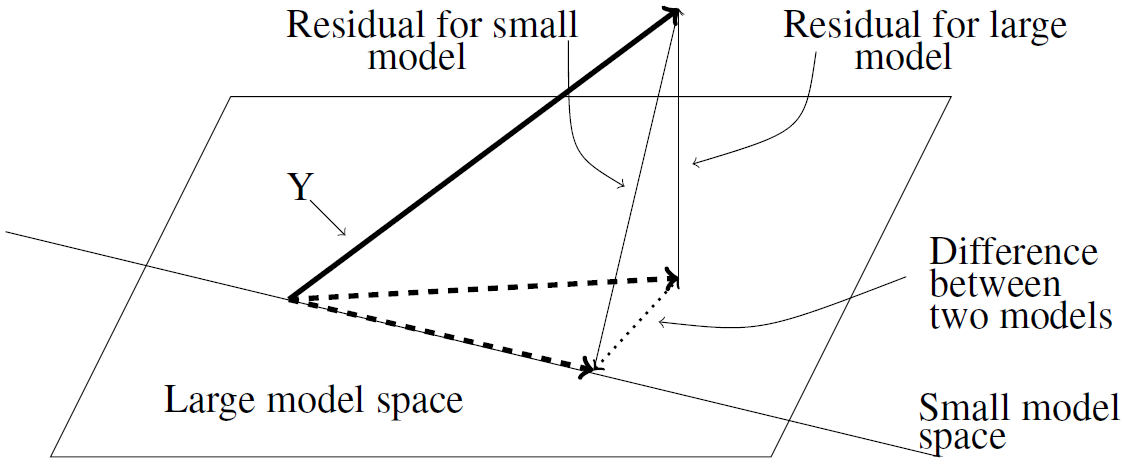 Residual for small
model
Residual for large
model
Y
Difference
between
two models
Large model space
Small model
space